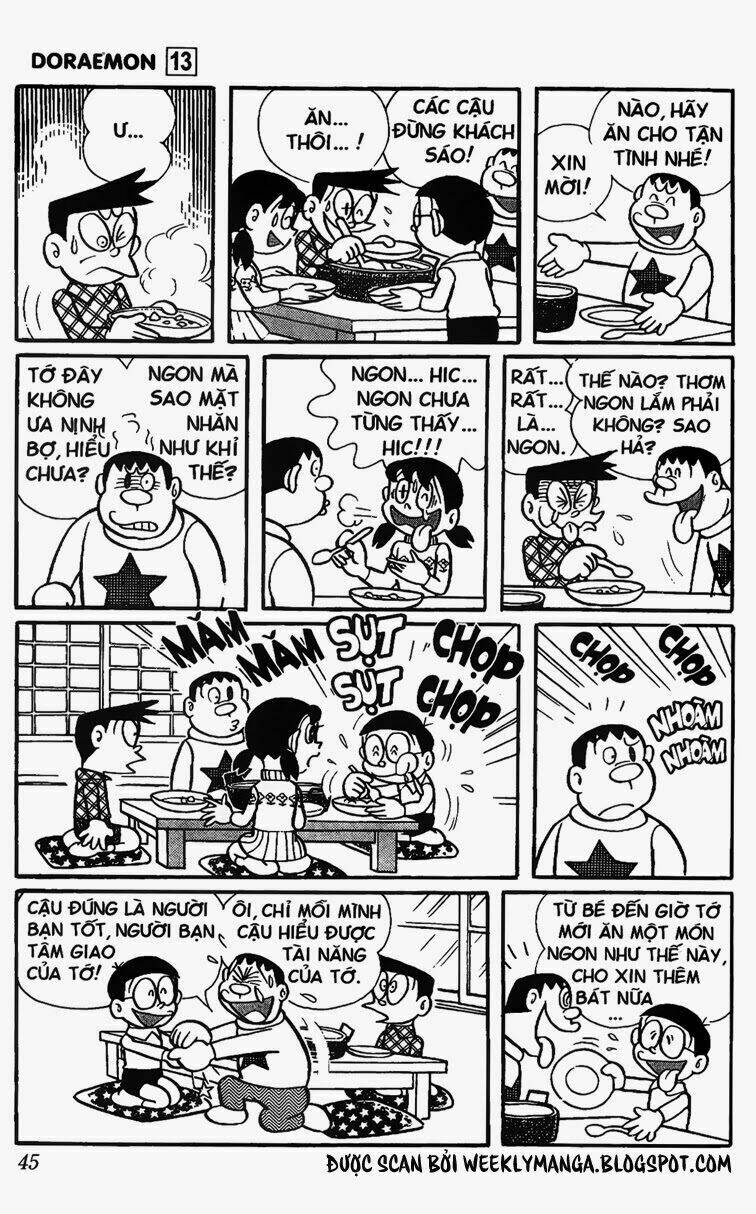 DORAEMON 13
NÀO, HÃY
ĂN CHO TẬN
TÌNH NHÉ!
XIN
MỜI!
CÁC CẬU
ĐỪNG KHÁCH
SÁO!
ĂN...
THÔI...!
Ư...
THẾ NÀO? THƠM
NGON LẮM PHẢI
KHÔNG? SAO
HẢ?
RẤT...
RẤT...
LÀ...
NGON.
NGON... HIC...
NGON CHƯA
TỪNG THẤY...
HIC!!!
NGON MÀ
SAO MẶT
NHĂN
NHƯ KHỈ
THẾ?
TỚ ĐÂY
KHÔNG
ƯA NỊNH
BỢ, HIỂU
CHƯA?
CHỌP
CHỌP
NHOÀM
NHOÀM
CHỌP
CHỌP
SỤT
SỤT
MĂM
MĂM
TỪ BÉ ĐẾN GIỜ TỚ
MỚI ĂN MỘT MÓN
NGON NHƯ THẾ NÀY,
CHO XIN THÊM
BÁT NỮA
...
ÔI, CHỈ MỖI MÌNH
CẬU HIỂU ĐƯỢC
TÀI NĂNG
CỦA TỚ.
CẬU ĐÚNG LÀ NGƯỜI
BẠN TỐT, NGƯỜI BẠN
TÂM GIAO
CỦA TỚ!
45
ĐƯỢC SCAN BỞI WEEKLYMANGA.BLOGSPOT.COM